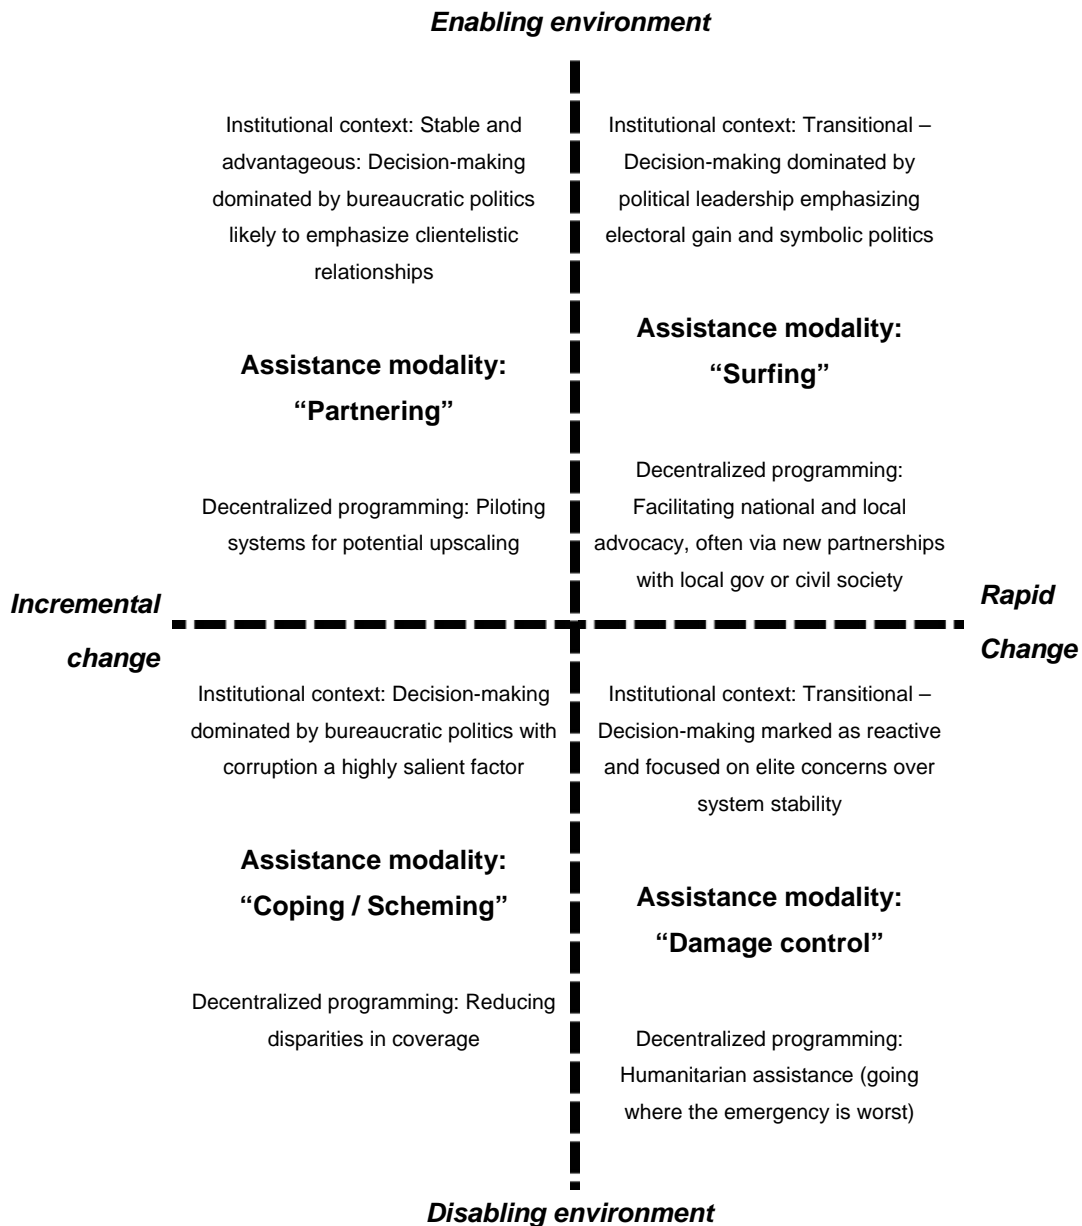 Enabling environment
Institutional context: Stable and
advantageous: Decision-making
dominated by bureaucratic politics
likely to emphasize clientelistic
relationships
Assistance modality:
“Partnering”
Decentralized programming: Piloting
systems for potential upscaling
Institutional context: Transitional –
Decision-making dominated by
political leadership emphasizing
electoral gain and symbolic politics
Assistance modality:
“Surfing”
Decentralized programming:
Facilitating national and local
advocacy, often via new partnerships
with local gov or civil society
Incremental
change
Rapid
Change
Institutional context: Decision-making
dominated by bureaucratic politics with
corruption a highly salient factor
Assistance modality:
“Coping / Scheming”
Decentralized programming: Reducing
disparities in coverage
Institutional context: Transitional –
Decision-making marked as reactive
and focused on elite concerns over
system stability
Assistance modality:
“Damage control”
Decentralized programming:
Humanitarian assistance (going
where the emergency is worst)
Disabling environment